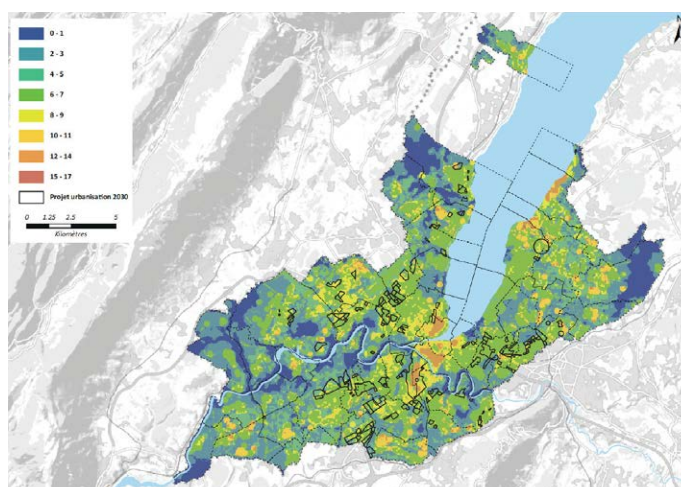 0 - 1
2 - 3
4 - 5
6 - 7
8 - 9
10 - 11
12 - 14
15 - 17
Projet urbanisation 2030
0 1.25 2.5 5
Kilomètres
N